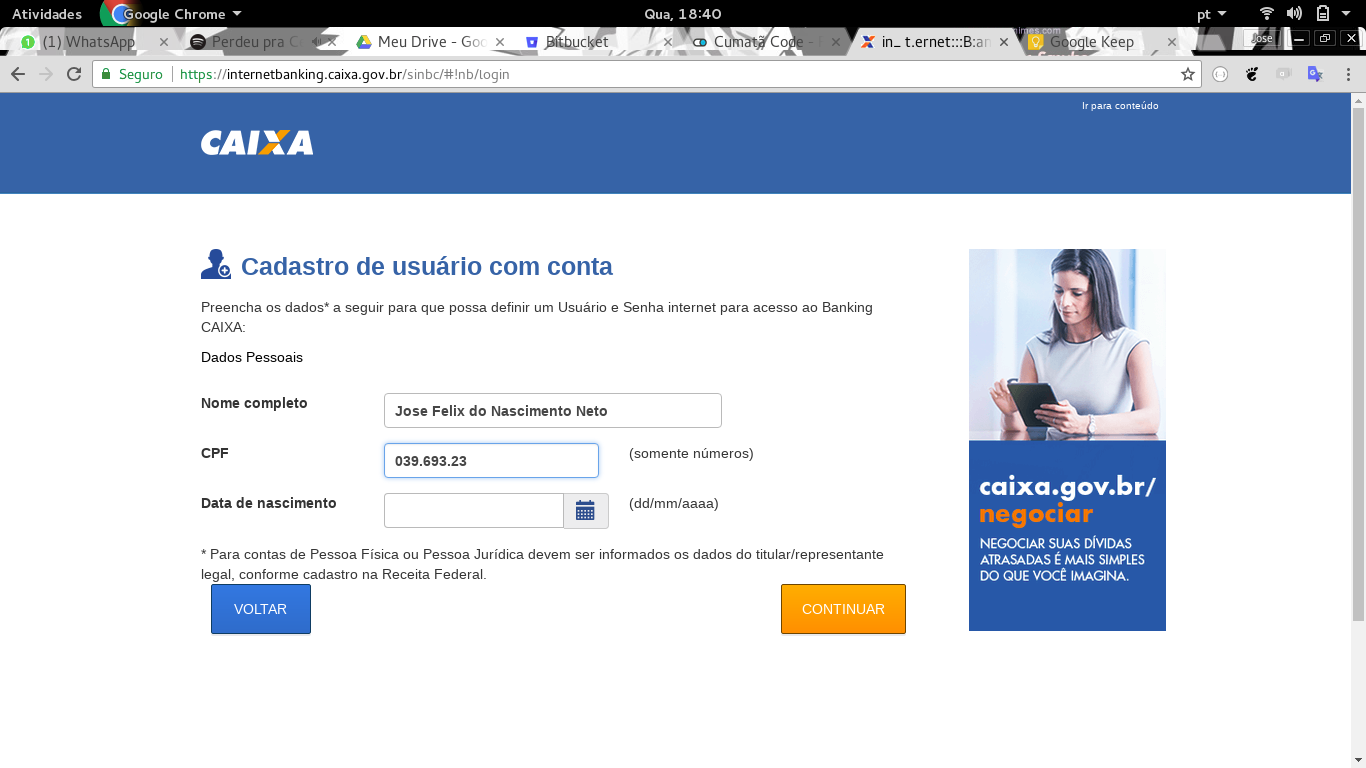 Atividades Google Chrome Qua, 18:40 pt
(1) WhatsApp Perdeu pra Meu Drive - Goo Bitbucket Cumatã Code - in_ t.ernet:::B:an Google Keep Jose
Seguro https://internetbanking.caixa.gov.br/sinbc/#!nb/login
Ir para conteúdo
CAIXA
Cadastro de usuário com conta
Preencha os dados* a seguir para que possa definir um Usuário e Senha internet para acesso ao Banking
CAIXA:
Dados Pessoais
Nome completo Jose Felix do Nascimento Neto
CPF 039.693.23 (somente números)
Data de nascimento (dd/mm/aaaa)
* Para contas de Pessoa Física ou Pessoa Jurídica devem ser informados os dados do titular/representante
legal, conforme cadastro na Receita Federal.
VOLTAR CONTINUAR
caixa.gov.br/
negociar
NEGOCIAR SUAS DÍVIDAS
ATRASADAS É MAIS SIMPLES
DO QUE VOCÊ IMAGINA.